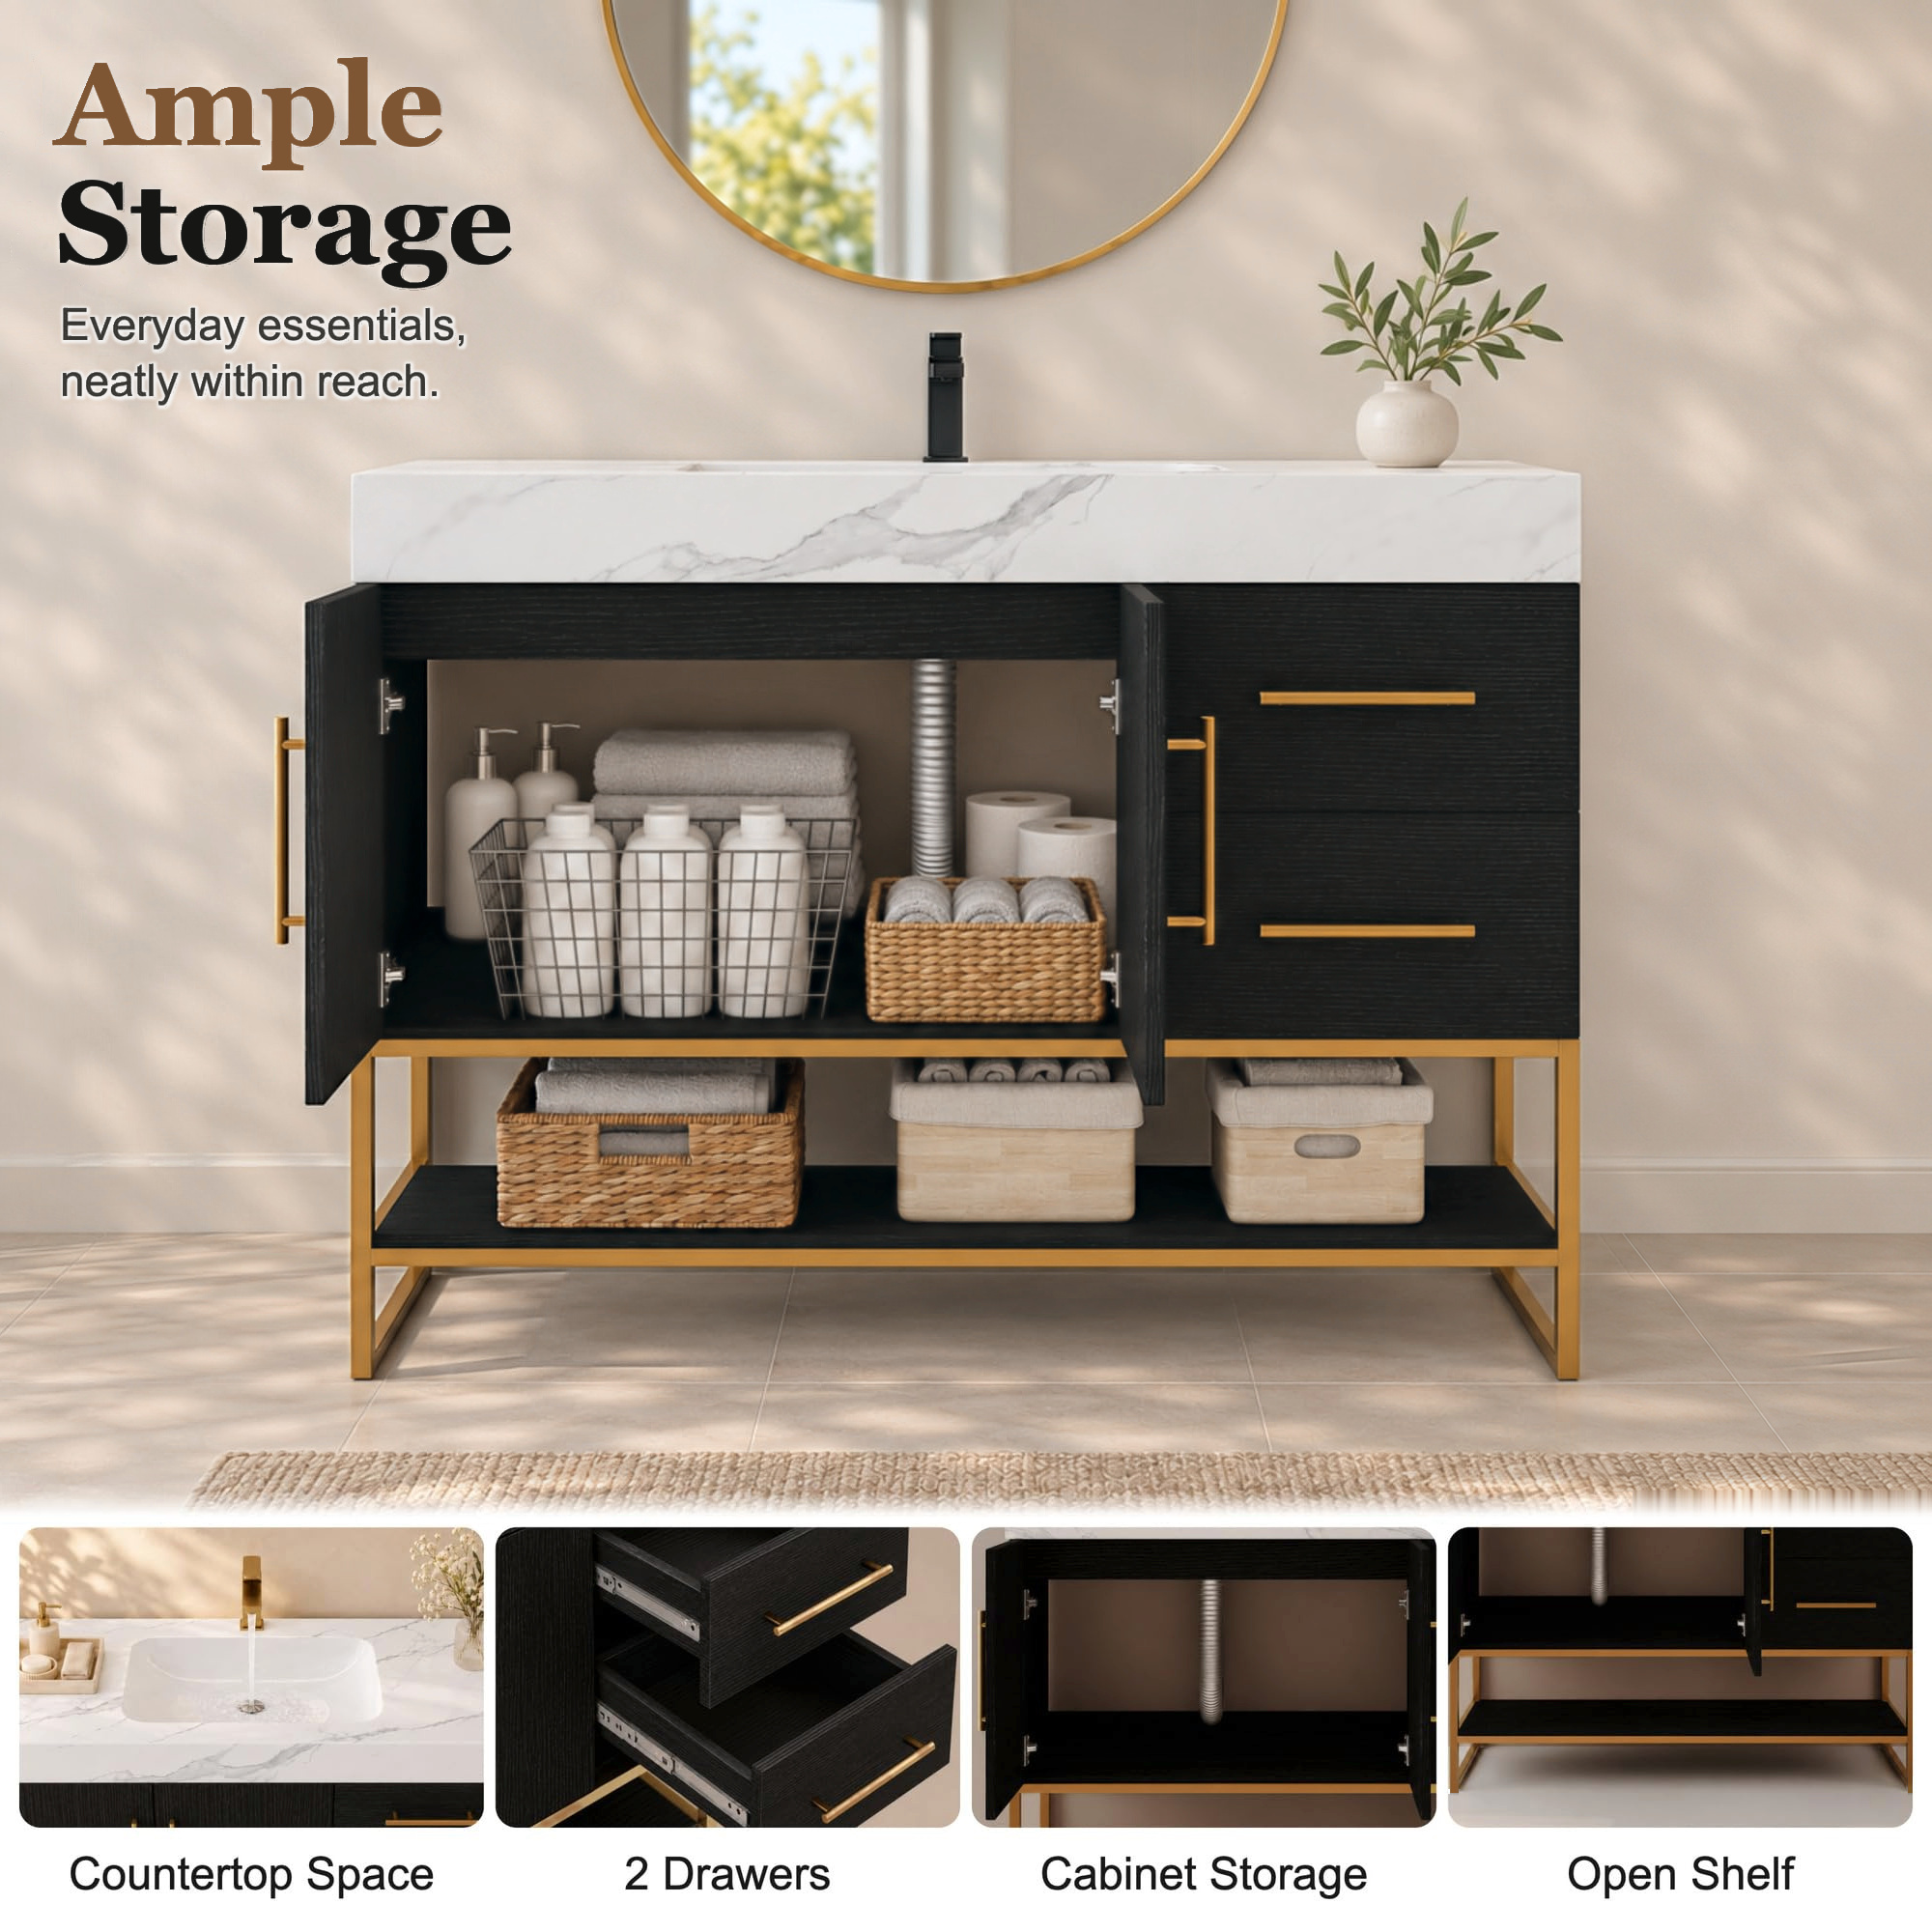 Ample
Storage
Everyday essentials,
neatly within reach.
Countertop Space
2 Drawers
Cabinet Storage
Open Shelf